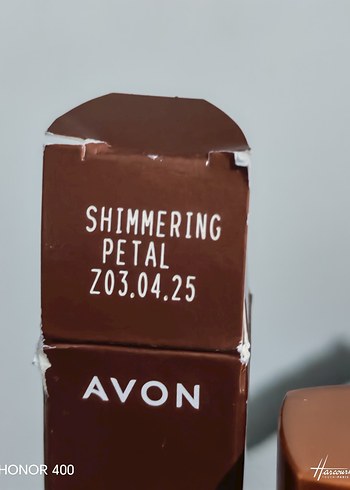 SHIMMERING
PETAL
Z03.04.25
AVON
HONOR 400